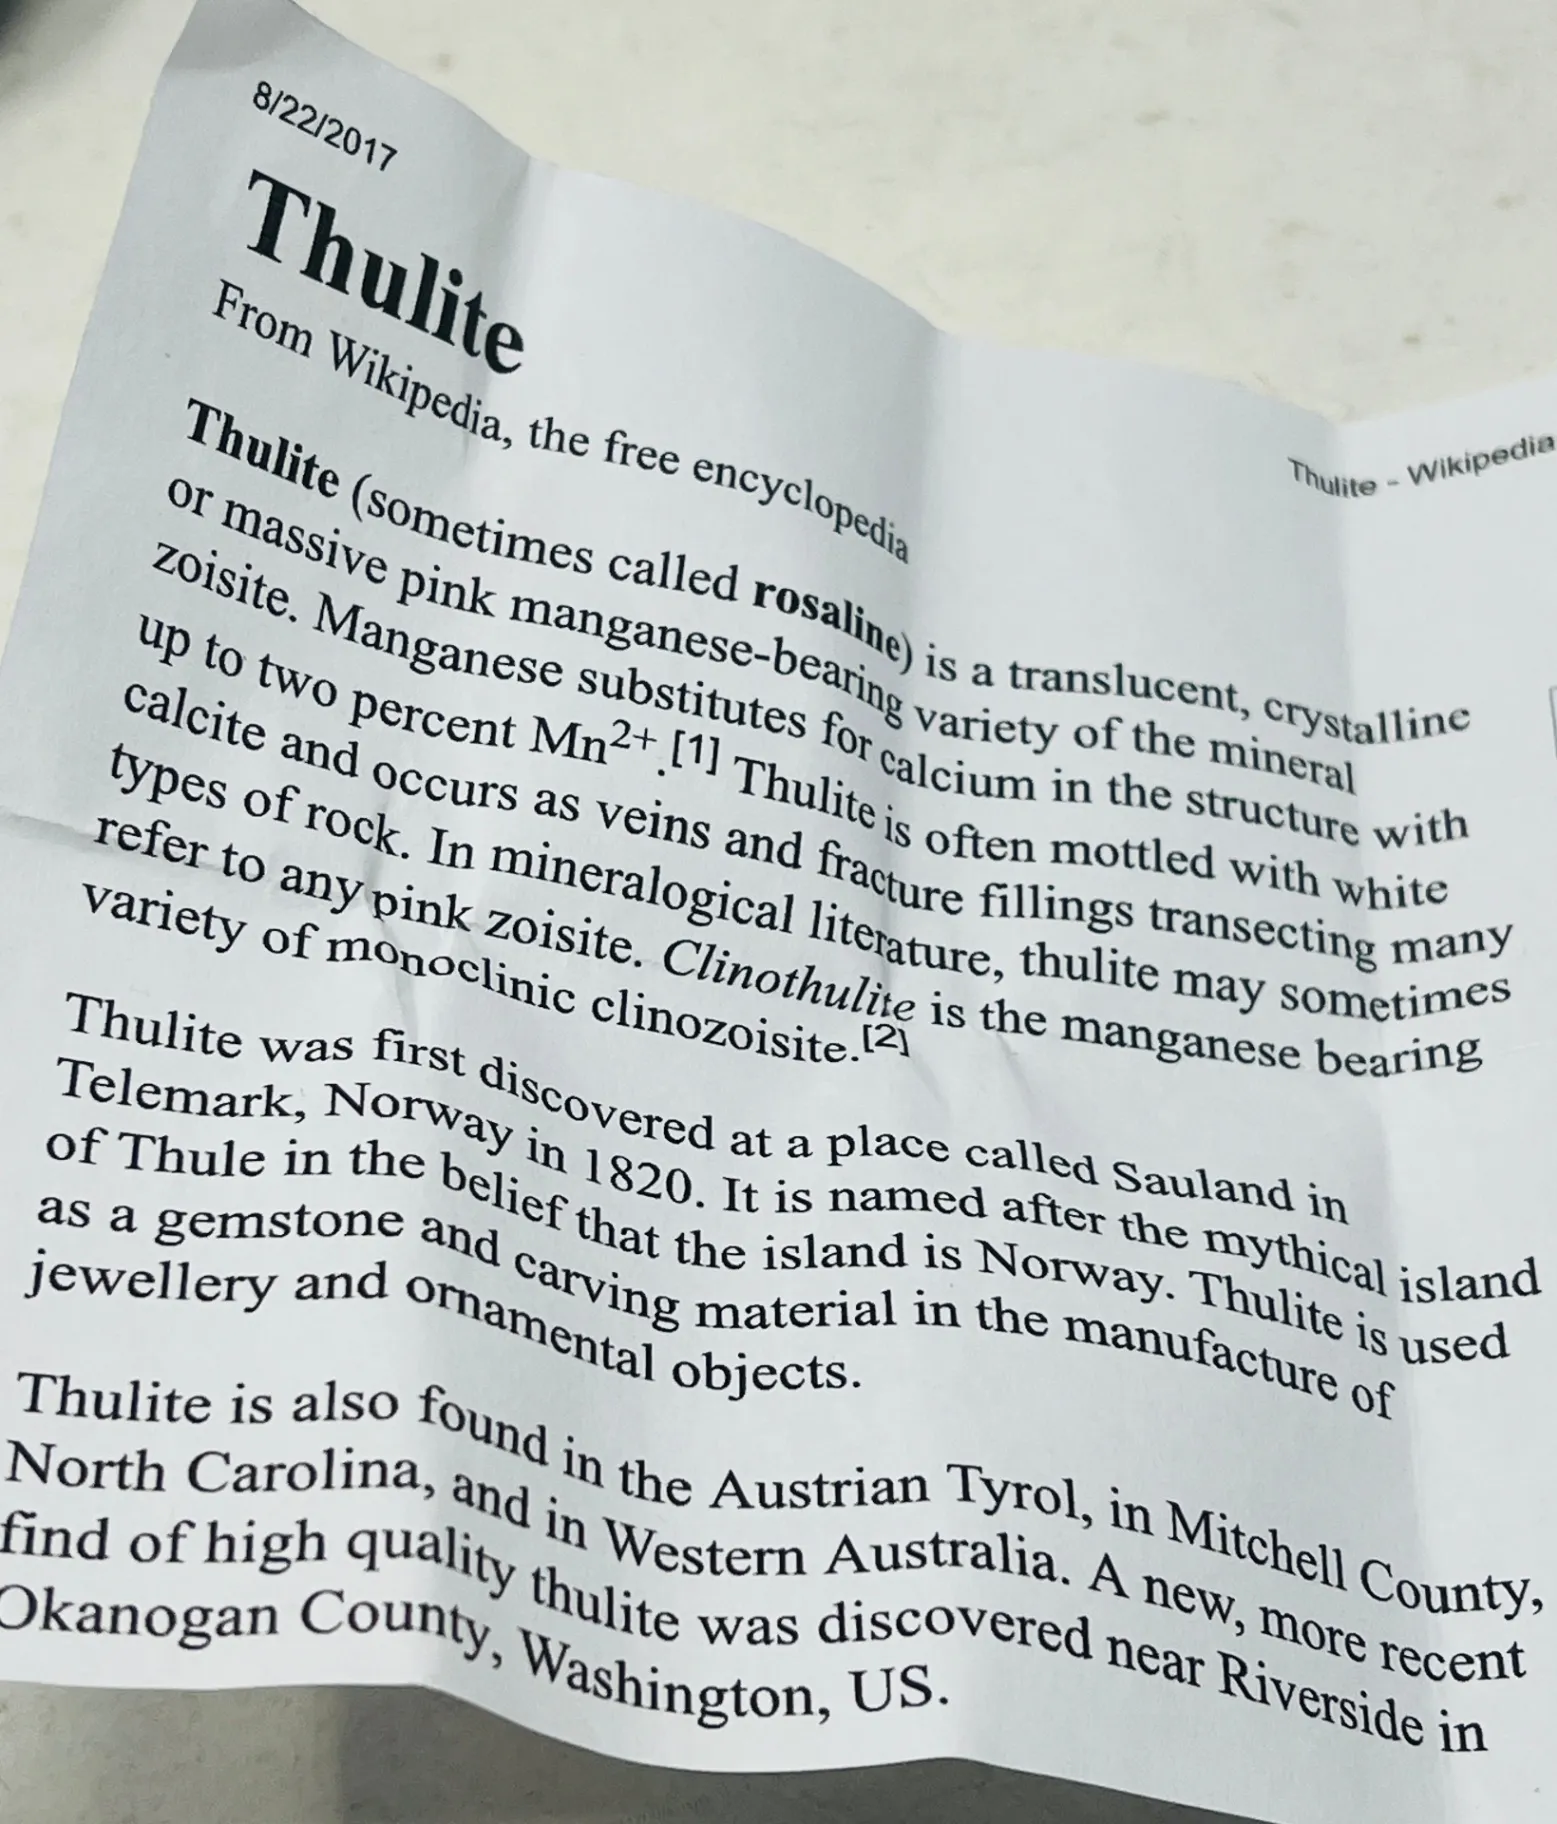 8/22/2017
Thulite - Wikipedia
Thulite
From Wikipedia, the free encyclopedia
Thulite (sometimes called rosaline) is a translucent, crystalline
or massive pink manganese-bearing variety of the mineral
zoisite. Manganese substitutes for calcium in the structure with
up to two percent Mn²⁺.[1] Thulite is often mottled with white
calcite and occurs as veins and fracture fillings transecting many
types of rock. In mineralogical literature, thulite may sometimes
refer to any pink zoisite. Clinothulite is the manganese bearing
variety of monoclinic clinozoisite.[2]
Thulite was first discovered at a place called Sauland in
Telemark, Norway in 1820. It is named after the mythical island
of Thule in the belief that the island is Norway. Thulite is used
as a gemstone and carving material in the manufacture of
jewellery and ornamental objects.
Thulite is also found in the Austrian Tyrol, in Mitchell County,
North Carolina, and in Western Australia. A new, more recent
find of high quality thulite was discovered near Riverside in
Okanogan County, Washington, US.